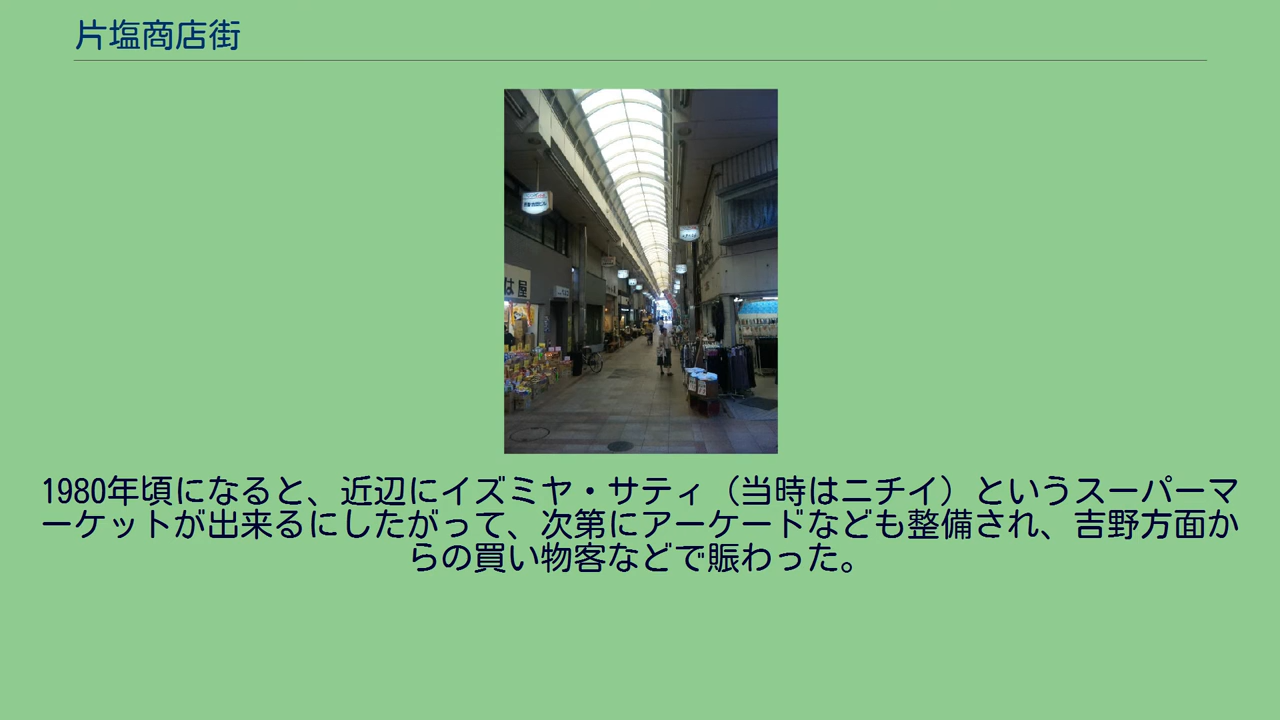 片塩商店街
は屋
1980年頃になると、近辺にイズミヤ・サティ（当時はニチイ）というスーパーマ
ーケットが出来るにしたがって、次第にアーケードなども整備され、吉野方面か
らの買い物客などで賑わった。